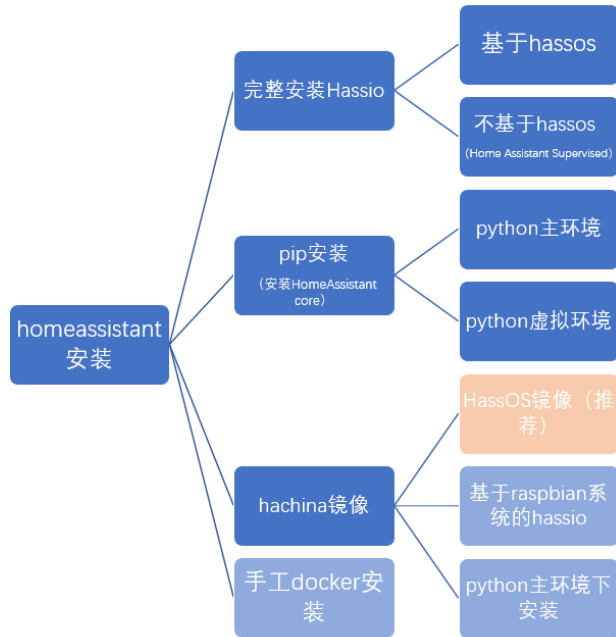 homeassistant
安装
完整安装Hassio
基于hassos
不基于hassos
(Home Assistant Supervised)
pip安装
（安装HomeAssistant
core）
python主环境
python虚拟环境
hachina镜像
HassOS镜像（推
荐）
基于raspbian系
统的hassio
python主环境下
安装
手工docker安
装